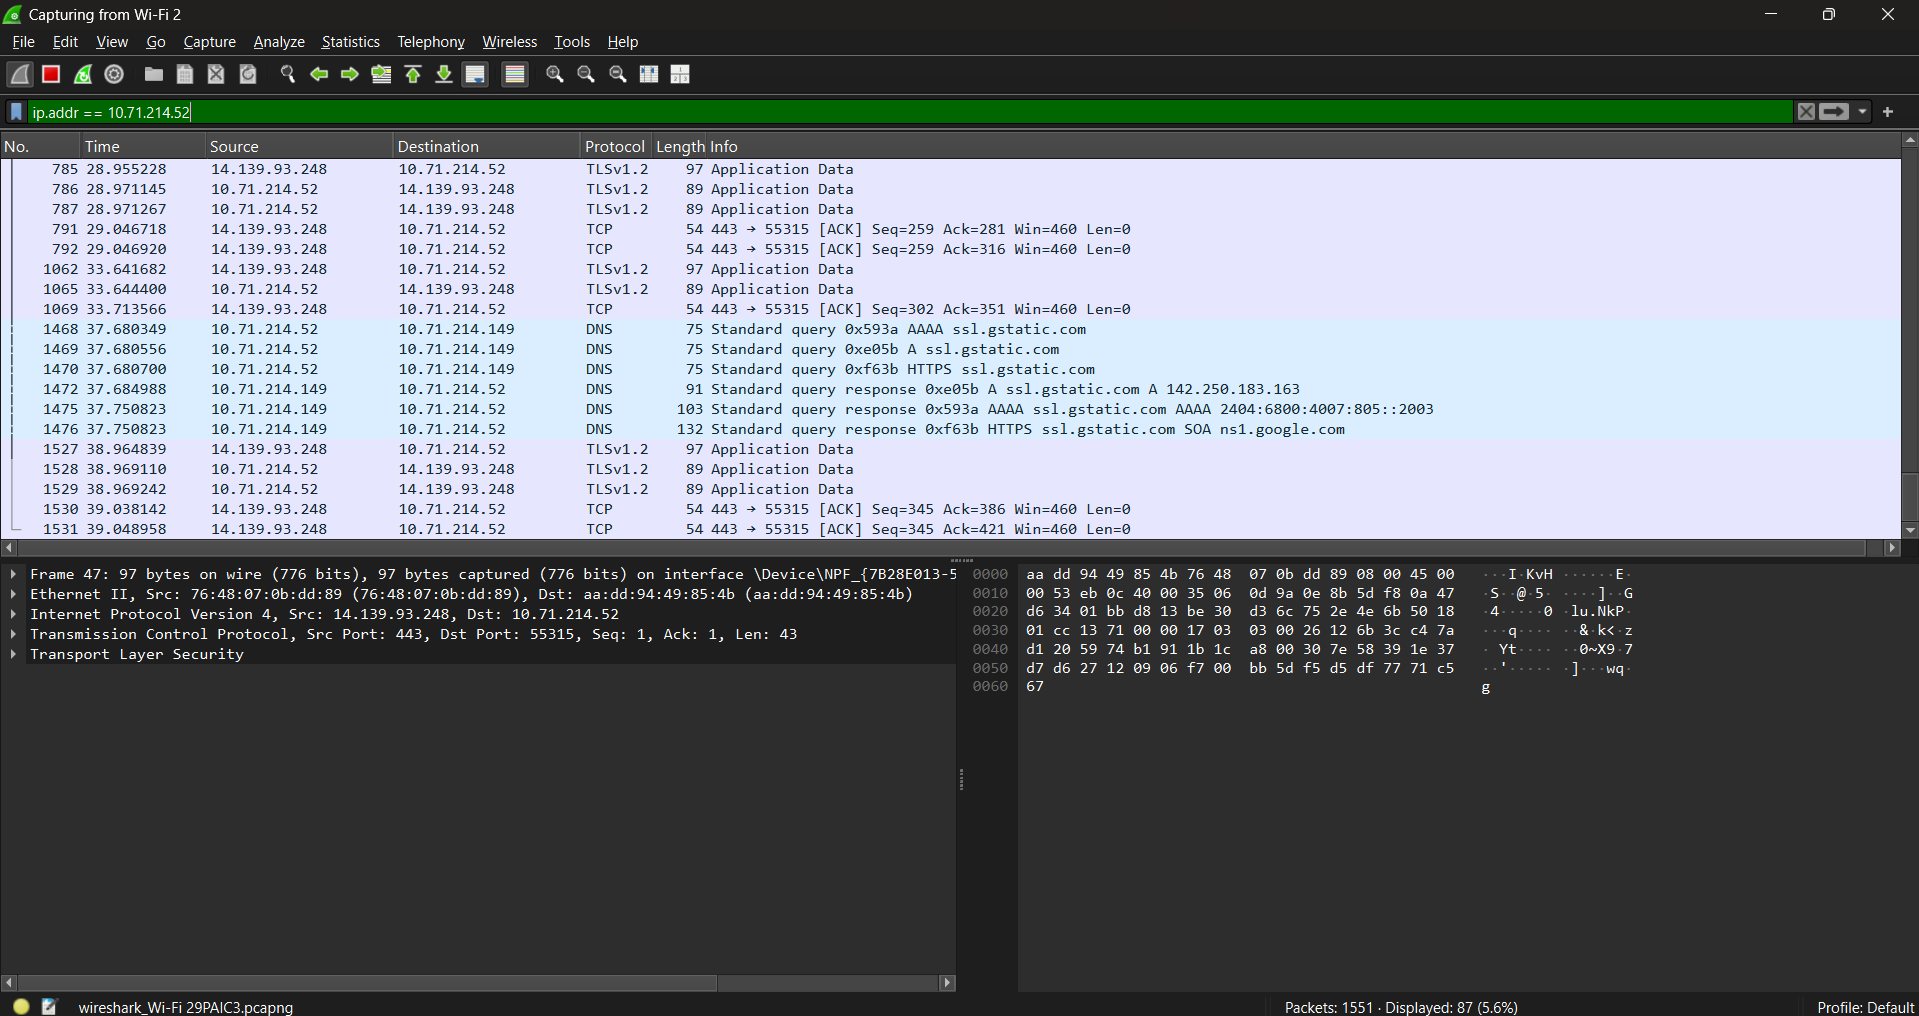 Capturing from Wi-Fi 2
File Edit View Go Capture Analyze Statistics Telephony Wireless Tools Help
ip.addr == 10.71.214.52
No. Time Source Destination Protocol Length Info
785 28.955228 14.139.93.248 10.71.214.52 TLSv1.2 97 Application Data
786 28.971145 10.71.214.52 14.139.93.248 TLSv1.2 89 Application Data
787 28.971267 10.71.214.52 14.139.93.248 TLSv1.2 89 Application Data
791 29.046718 14.139.93.248 10.71.214.52 TCP 54 443 → 55315 [ACK] Seq=259 Ack=281 Win=460 Len=0
792 29.046920 14.139.93.248 10.71.214.52 TCP 54 443 → 55315 [ACK] Seq=259 Ack=316 Win=460 Len=0
1062 33.641682 14.139.93.248 10.71.214.52 TLSv1.2 97 Application Data
1065 33.644400 10.71.214.52 14.139.93.248 TLSv1.2 89 Application Data
1069 33.713566 14.139.93.248 10.71.214.52 TCP 54 443 → 55315 [ACK] Seq=302 Ack=351 Win=460 Len=0
1468 37.680349 10.71.214.52 10.71.214.149 DNS 75 Standard query 0x593a AAAA ssl.gstatic.com
1469 37.680556 10.71.214.52 10.71.214.149 DNS 75 Standard query 0xe05b A ssl.gstatic.com
1470 37.680700 10.71.214.52 10.71.214.149 DNS 75 Standard query 0xf63b HTTPS ssl.gstatic.com
1472 37.684988 10.71.214.149 10.71.214.52 DNS 91 Standard query response 0xe05b A ssl.gstatic.com A 142.250.183.163
1475 37.750823 10.71.214.149 10.71.214.52 DNS 103 Standard query response 0x593a AAAA ssl.gstatic.com AAAA 2404:6800:4007:805::2003
1476 37.750823 10.71.214.149 10.71.214.52 DNS 132 Standard query response 0xf63b HTTPS ssl.gstatic.com SOA ns1.google.com
1527 38.964839 14.139.93.248 10.71.214.52 TLSv1.2 97 Application Data
1528 38.969110 10.71.214.52 14.139.93.248 TLSv1.2 89 Application Data
1529 38.969242 10.71.214.52 14.139.93.248 TLSv1.2 89 Application Data
1530 39.038142 14.139.93.248 10.71.214.52 TCP 54 443 → 55315 [ACK] Seq=345 Ack=386 Win=460 Len=0
1531 39.048958 14.139.93.248 10.71.214.52 TCP 54 443 → 55315 [ACK] Seq=345 Ack=421 Win=460 Len=0
Frame 47: 97 bytes on wire (776 bits), 97 bytes captured (776 bits) on interface \Device\NPF_{7B28E013-5
Ethernet II, Src: 76:48:07:0b:dd:89 (76:48:07:0b:dd:89), Dst: aa:dd:94:49:85:4b (aa:dd:94:49:85:4b)
Internet Protocol Version 4, Src: 14.139.93.248, Dst: 10.71.214.52
Transmission Control Protocol, Src Port: 443, Dst Port: 55315, Seq: 1, Ack: 1, Len: 43
Transport Layer Security
0000 aa dd 94 49 85 4b 76 48 07 0b dd 89 08 00 45 00 ···I·KvH ······E·
0010 00 53 eb 0c 40 00 35 06 0d 9a 0e 8b 5d f8 0a 47 ·S··@·5· ····]··G
0020 d6 34 01 bb d8 13 be 30 d3 6c 75 2e 4e 6b 50 18 ·4·····0 ·lu.NkP·
0030 01 cc 13 71 00 00 17 03 03 00 26 12 6b 3c c4 7a ···q···· ··&·k<·z
0040 d1 20 59 74 b1 91 1b 1c a8 00 30 7e 58 39 1e 37 · Yt···· ··0~X9·7
0050 d7 d6 27 12 09 06 f7 00 bb 5d f5 d5 df 77 71 c5 ··'····· ·]···wq·
0060 67 g
wireshark_Wi-Fi 29PAIC3.pcapng Packets: 1551 · Displayed: 87 (5.6%) Profile: Default